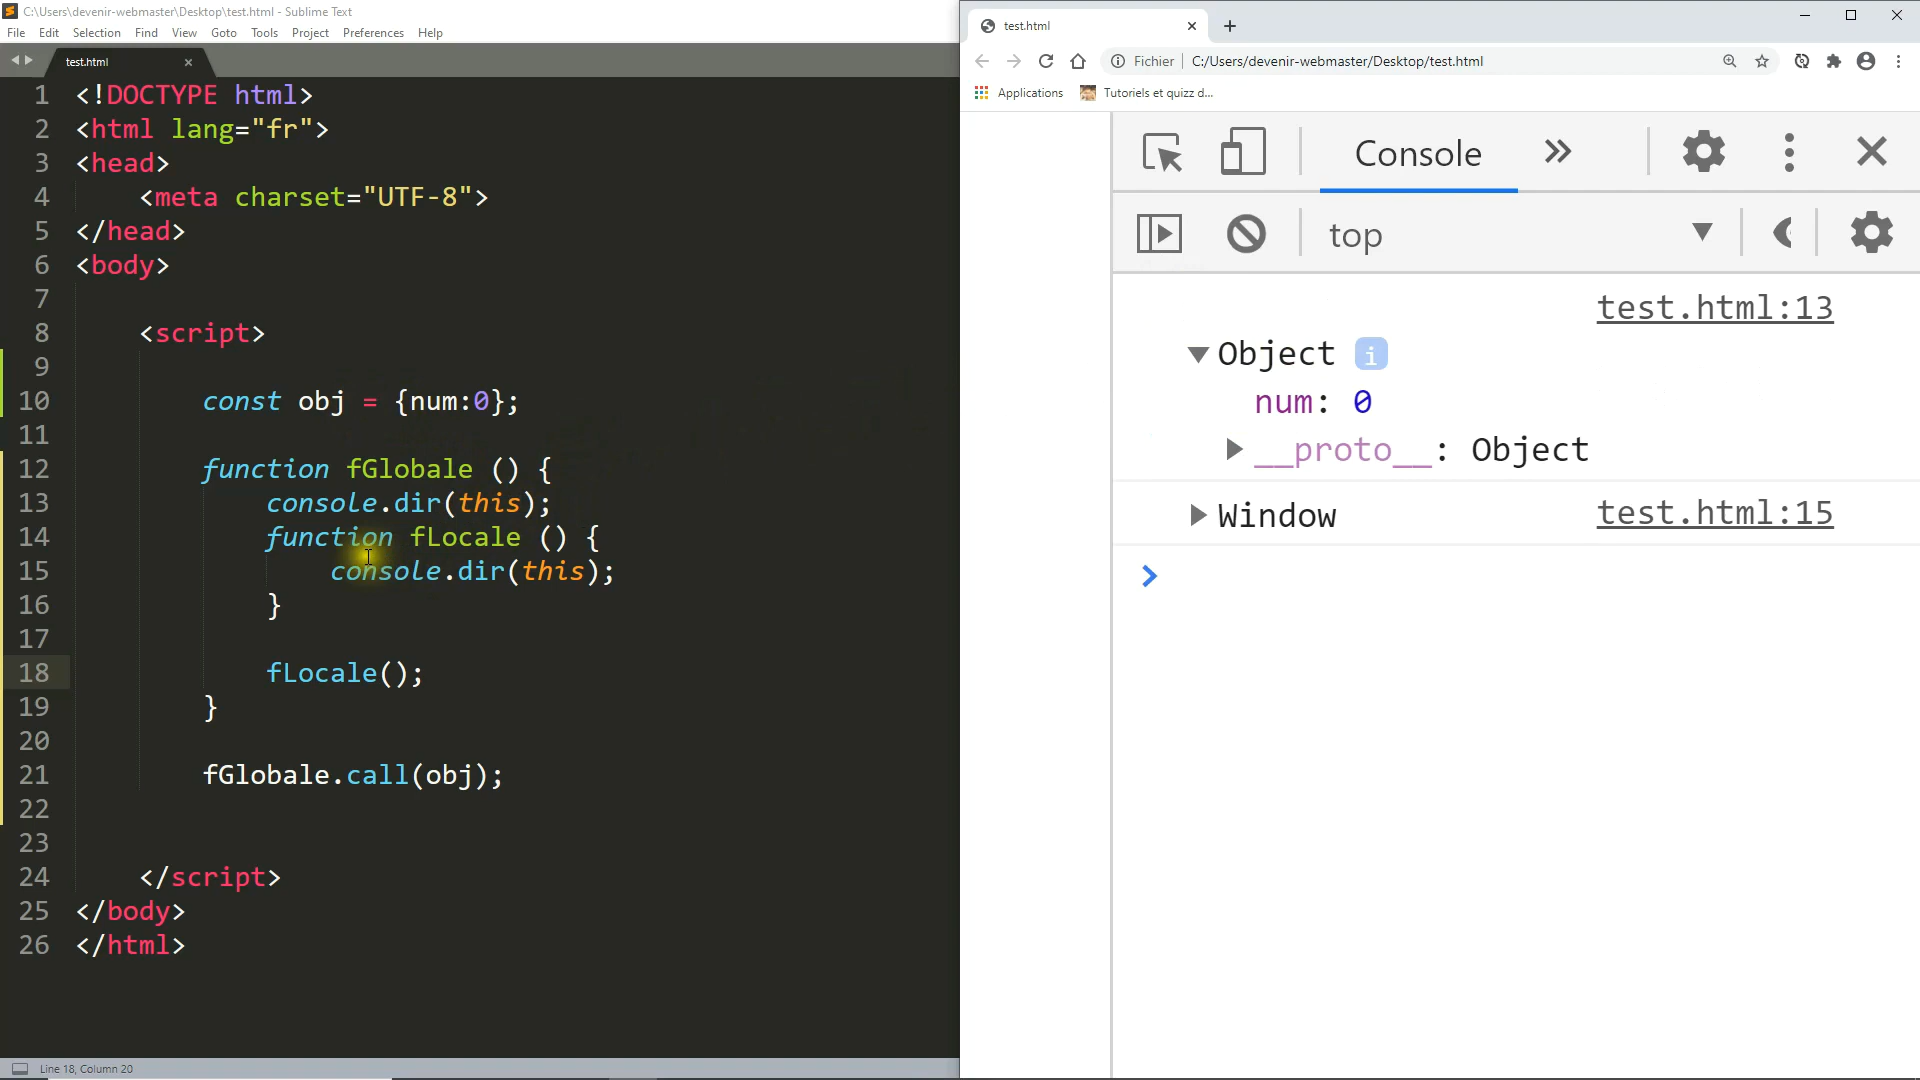 C:\Users\devenir-webmaster\Desktop\test.html - Sublime Text
File Edit Selection Find View Goto Tools Project Preferences Help
test.html
1 <!DOCTYPE html>
2 <html lang="fr">
3 <head>
4 <meta charset="UTF-8">
5 </head>
6 <body>
7
8 <script>
9
10 const obj = {num:0};
11
12 function fGlobale () {
13 console.dir(this);
14 function fLocale () {
15 console.dir(this);
16 }
17
18 fLocale();
19 }
20
21 fGlobale.call(obj);
22
23
24 </script>
25 </body>
26 </html>
Line 18, Column 20
test.html
Fichier C:/Users/devenir-webmaster/Desktop/test.html
Applications Tutoriels et quizz d...
Console
top
test.html:13
Object i
num: 0
__proto__: Object
Window test.html:15